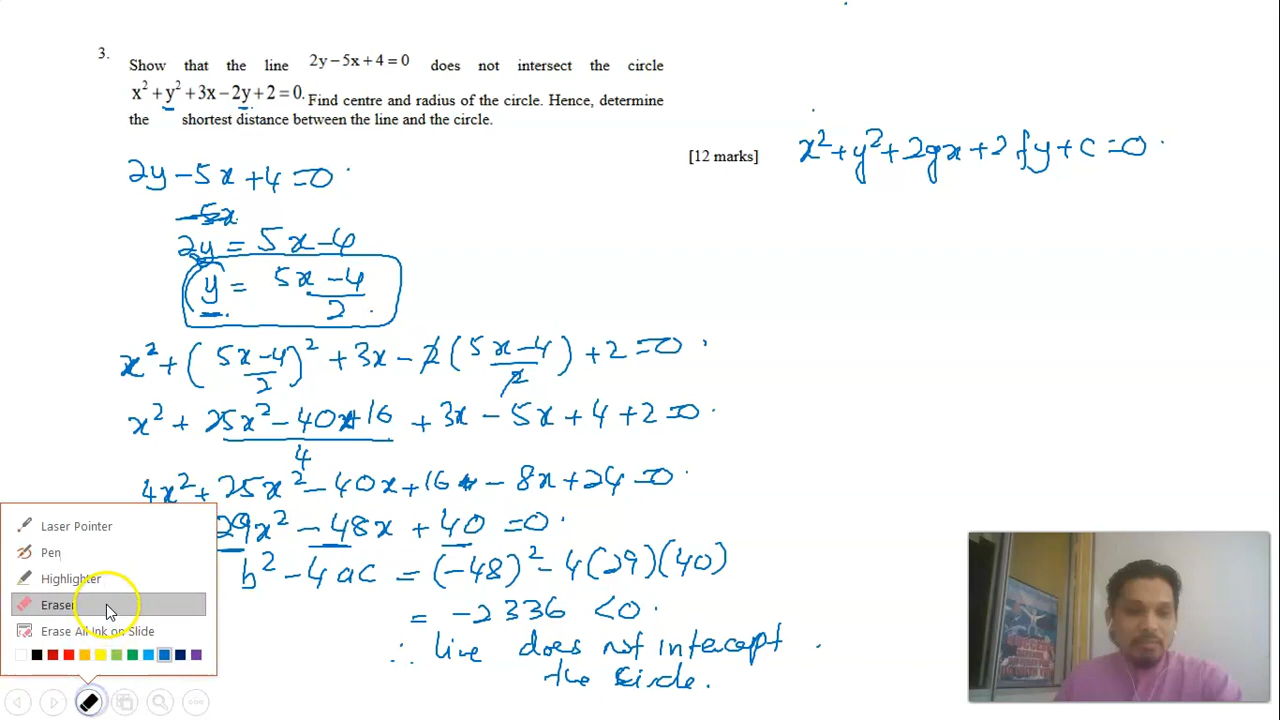 3.
Show that the line 2y−5x+4=0 does not intersect the circle
x²+y²+3x−2y+2=0. Find centre and radius of the circle. Hence, determine
the shortest distance between the line and the circle.
[12 marks]
x²+y²+2gx+2fy+c=0
2y−5x+4=0
−5x
2y = 5x−4
y = (5x−4)/2
x²+((5x−4)/2)²+3x−2((5x−4)/2)+2=0
x²+(25x²−40x+16)/4+3x−5x+4+2=0
4x²+25x²−40x+16−8x+24=0
29x²−48x+40=0
b²−4ac = (−48)²−4(29)(40)
= −2336 <0
∴ line does not intercept
the circle.
Laser Pointer
Pen
Highlighter
Eraser
Erase All Ink on Slide